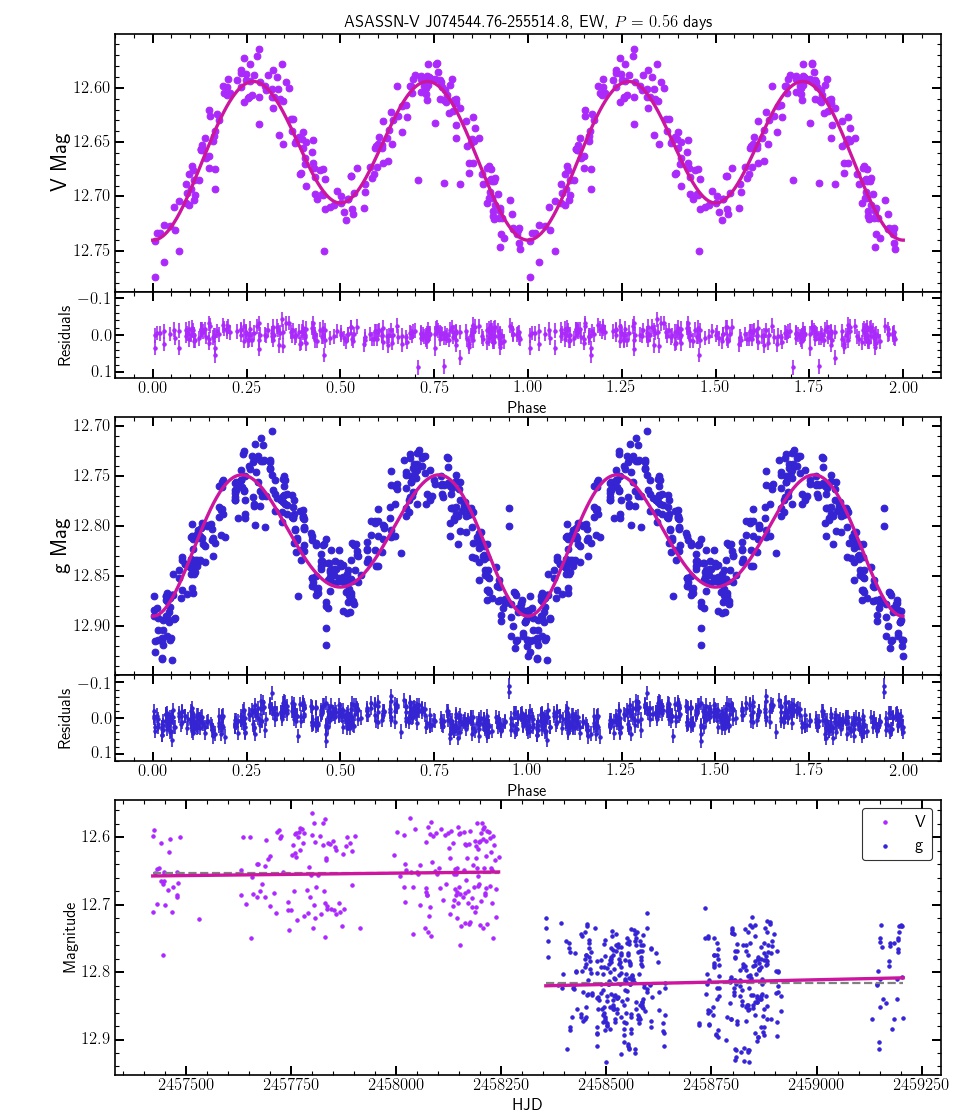 ASASSN-V J074544.76-255514.8, EW, P = 0.56 days
12.60
12.65
12.70
12.75
V Mag
−0.1
0.0
0.1
Residuals
0.00 0.25 0.50 0.75 1.00 1.25 1.50 1.75 2.00
Phase
12.70
12.75
12.80
12.85
12.90
g Mag
−0.1
0.0
0.1
Residuals
0.00 0.25 0.50 0.75 1.00 1.25 1.50 1.75 2.00
Phase
V
g
12.6
12.7
12.8
12.9
Magnitude
2457500 2457750 2458000 2458250 2458500 2458750 2459000 2459250
HJD